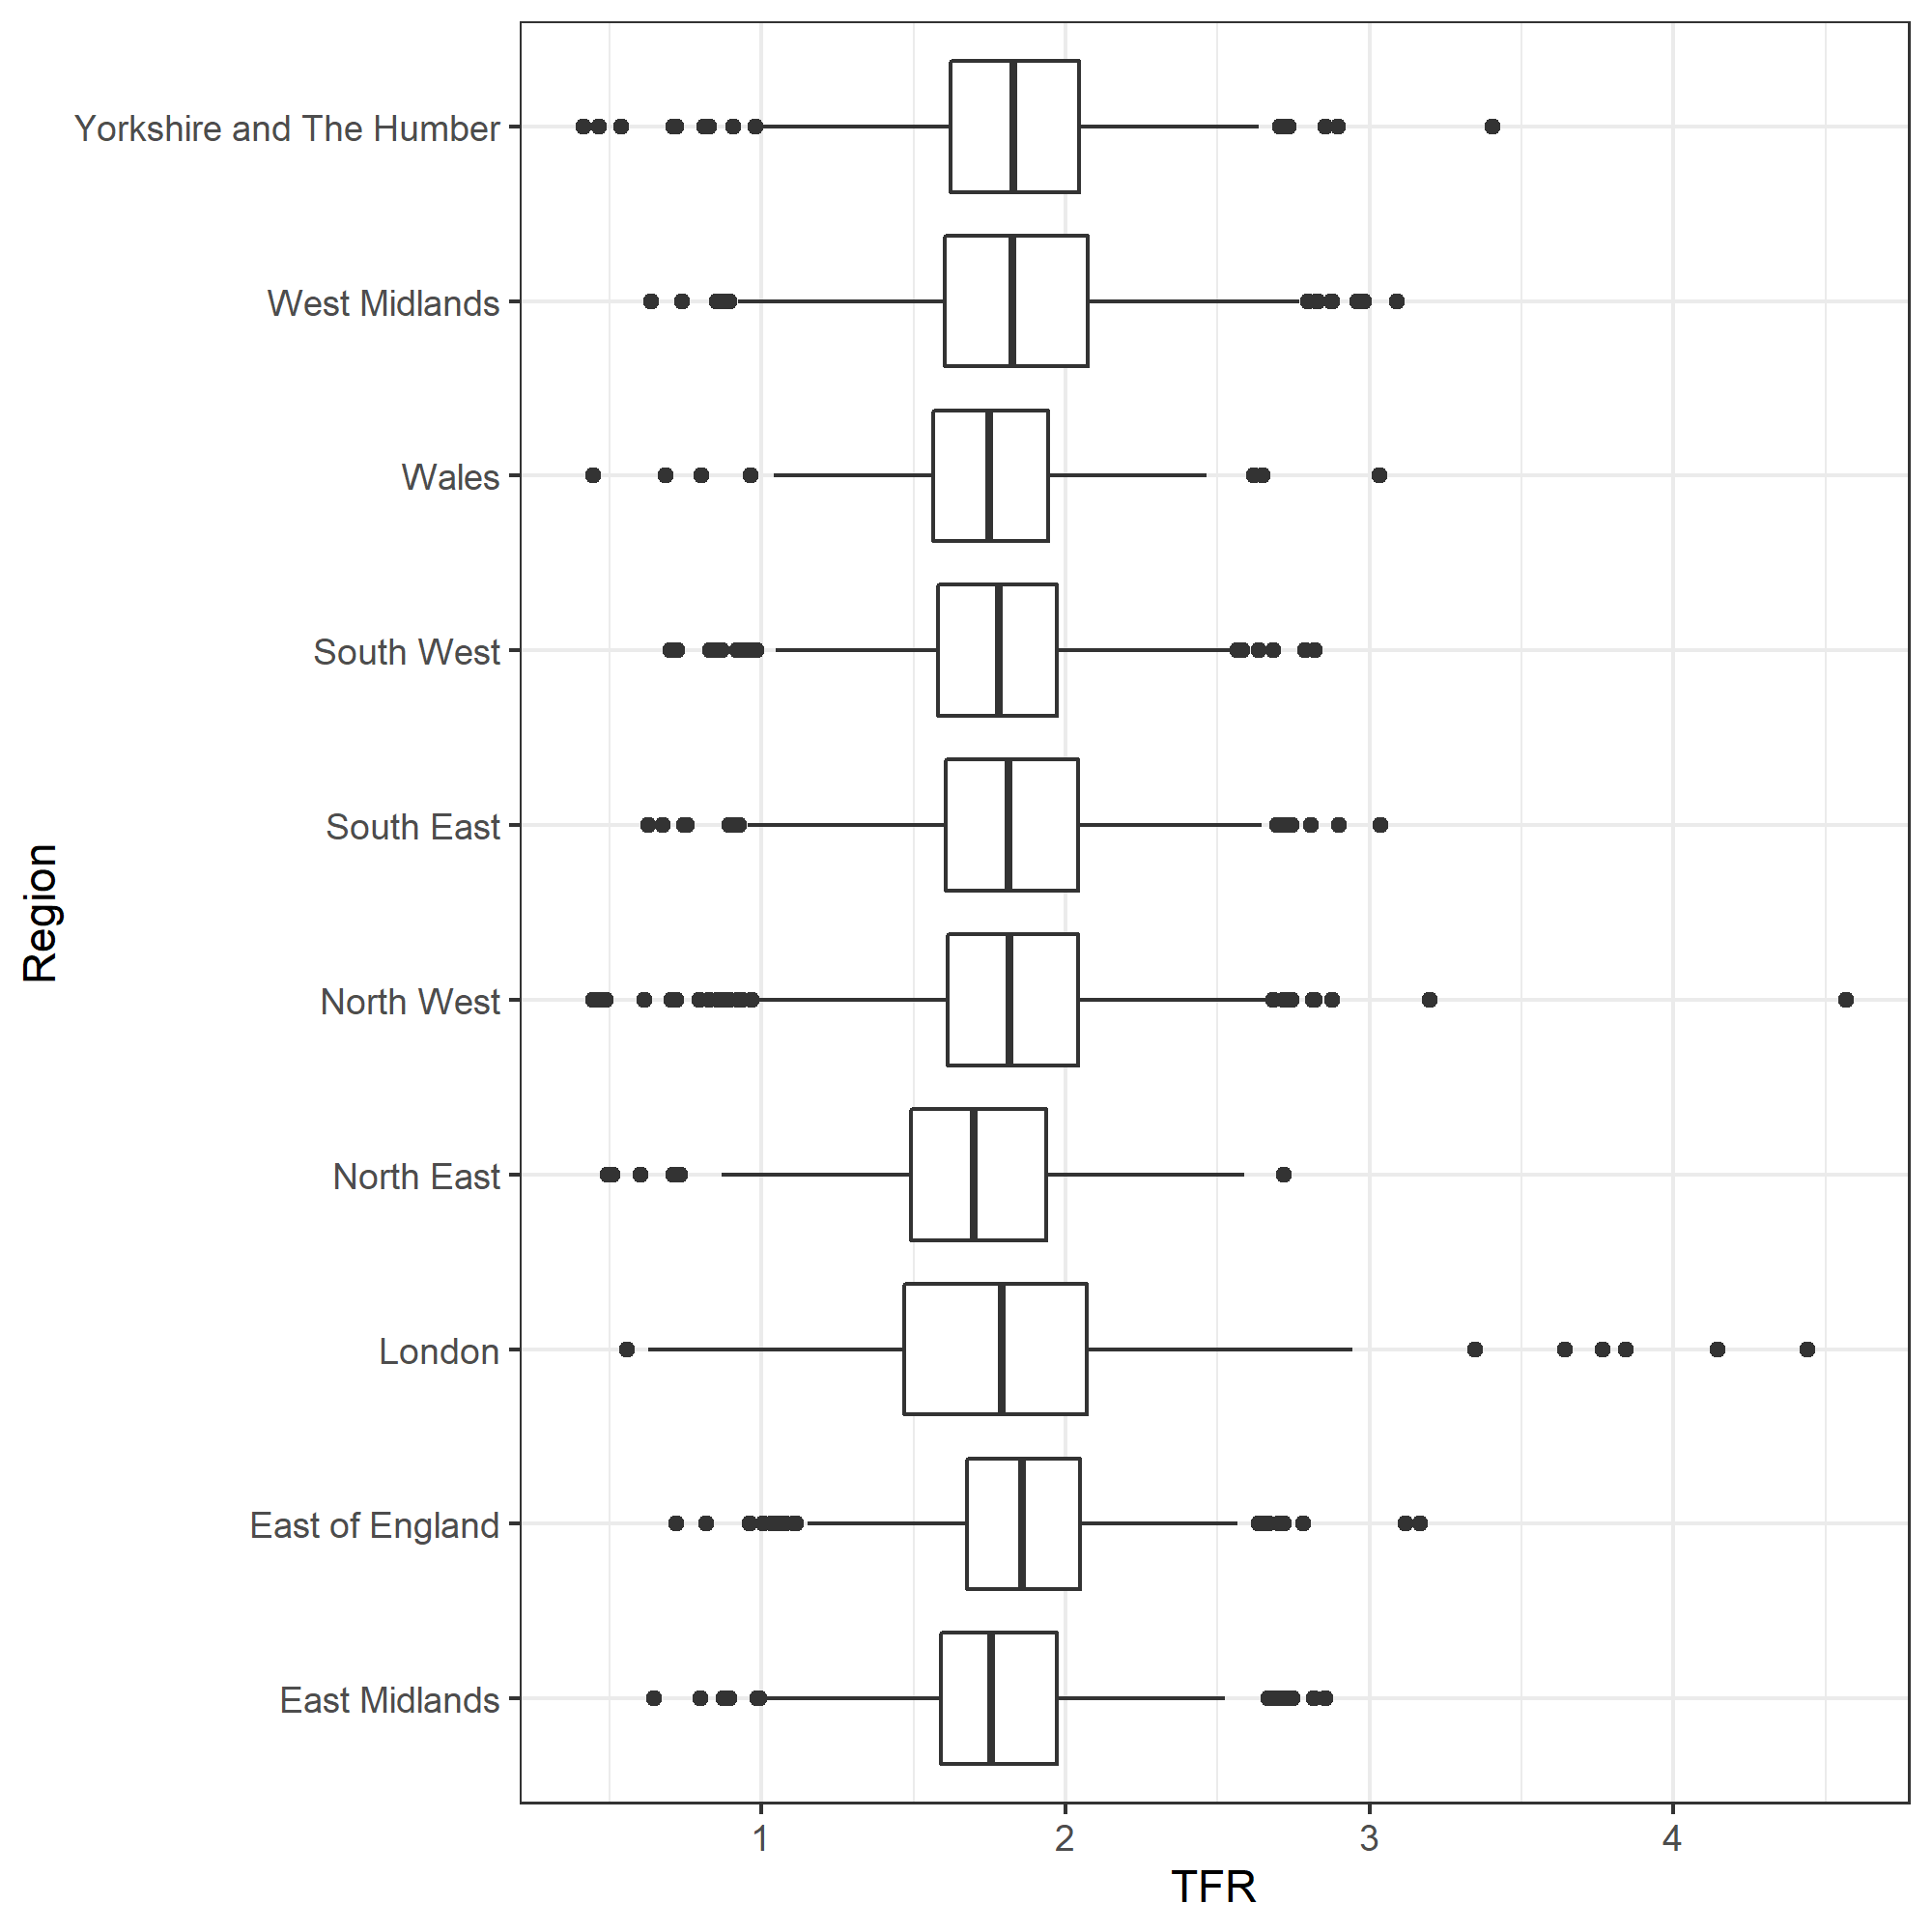 Yorkshire and The Humber
West Midlands
Wales
South West
South East
North West
North East
London
East of England
East Midlands
Region
1 2 3 4
TFR